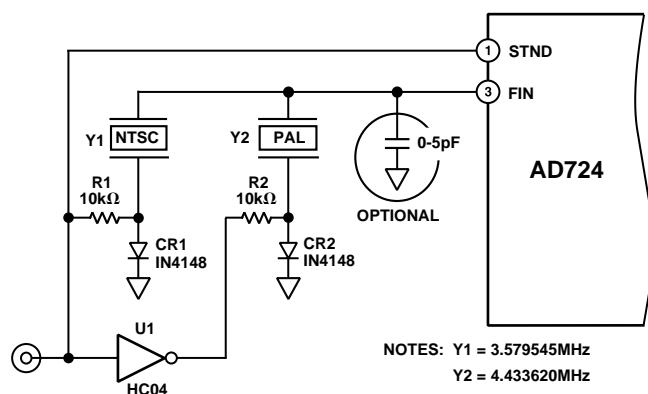 1
STND
3
FIN
NTSC
Y1
PAL
Y2
0-5pF
AD724
R1
10kΩ
R2
10kΩ
OPTIONAL
CR1
IN4148
CR2
IN4148
U1
HC04
NOTES: Y1 = 3.579545MHz
Y2 = 4.433620MHz